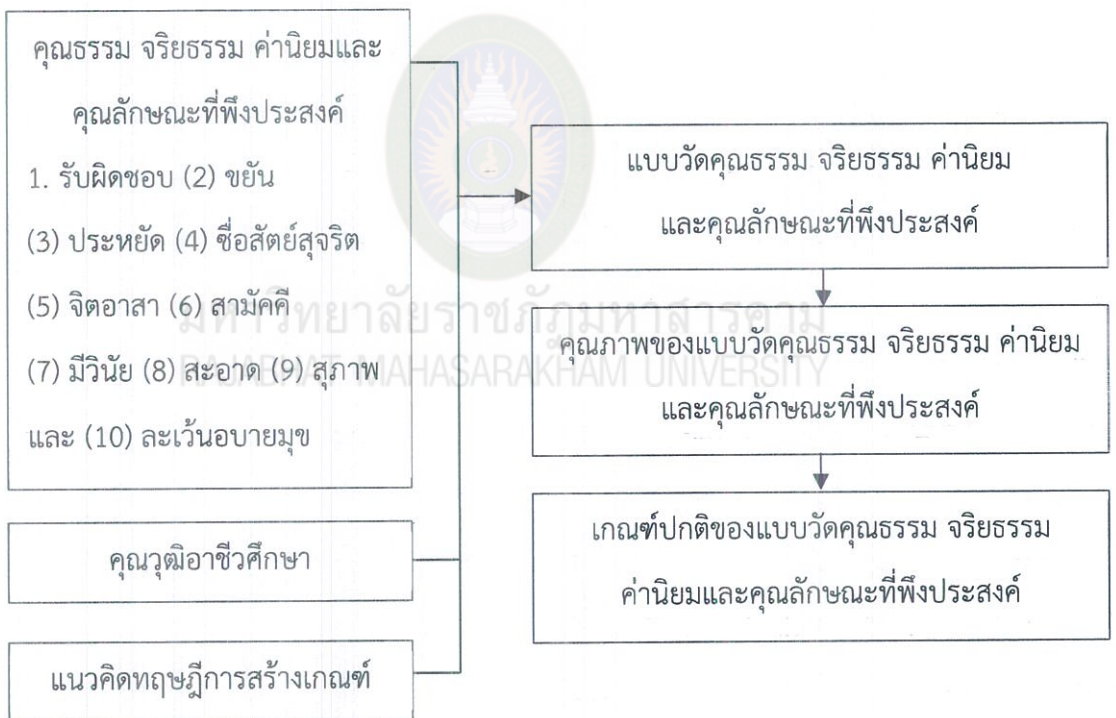 คุณธรรม จริยธรรม ค่านิยมและ
คุณลักษณะที่พึงประสงค์
1. รับผิดชอบ (2) ขยัน
(3) ประหยัด (4) ซื่อสัตย์สุจริต
(5) จิตอาสา (6) สามัคคี
(7) มีวินัย (8) สะอาด (9) สุภาพ
และ (10) ละเว้นอบายมุข
คุณวุฒิอาชีวศึกษา
แนวคิดทฤษฎีการสร้างเกณฑ์
แบบวัดคุณธรรม จริยธรรม ค่านิยม
และคุณลักษณะที่พึงประสงค์
คุณภาพของแบบวัดคุณธรรม จริยธรรม ค่านิยม
และคุณลักษณะที่พึงประสงค์
เกณฑ์ปกติของแบบวัดคุณธรรม จริยธรรม
ค่านิยมและคุณลักษณะที่พึงประสงค์
มหาวิทยาลัยราชภัฏมหาสารคาม
RAJABHAT MAHASARAKHAM UNIVERSITY